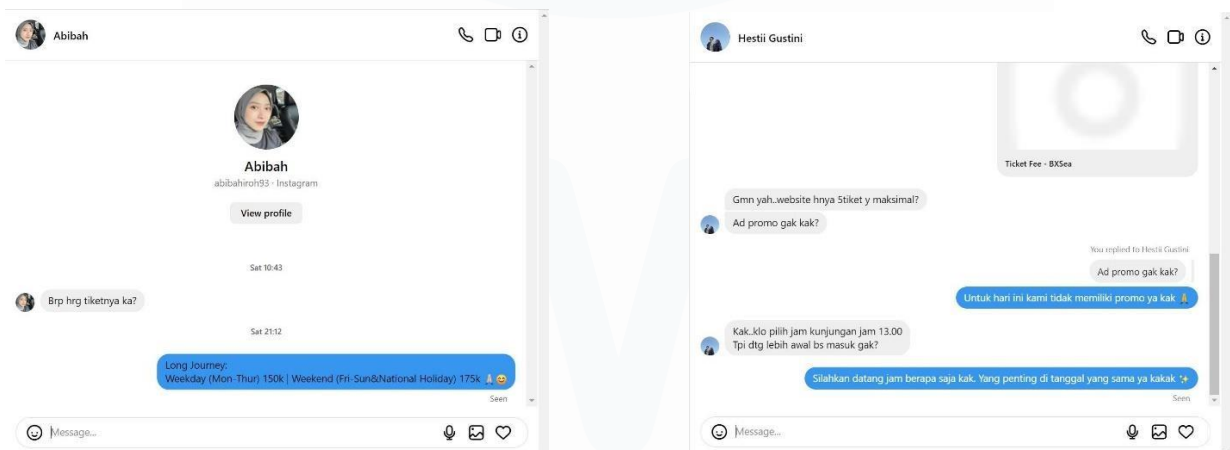 Abibah
Abibah
abibahiroh93 · Instagram
View profile
Sat 10:43
Brp hrg tiketnya ka?
Sat 21:12
Long Journey:
Weekday (Mon-Thur) 150k | Weekend (Fri-Sun&National Holiday) 175k 🙏😊
Seen
Message...
Hestii Gustini
Ticket Fee - BXSea
Gmn yah..website hnya 5tiket y maksimal?
Ad promo gak kak?
You replied to Hestii Gustini
Ad promo gak kak?
Untuk hari ini kami tidak memiliki promo ya kak 🙏
Kak..klo pilih jam kunjungan jam 13.00
Tpi dtg lebih awal bs masuk gak?
Silahkan datang jam berapa saja kak. Yang penting di tanggal yang sama ya kakak ✨
Seen
Message...